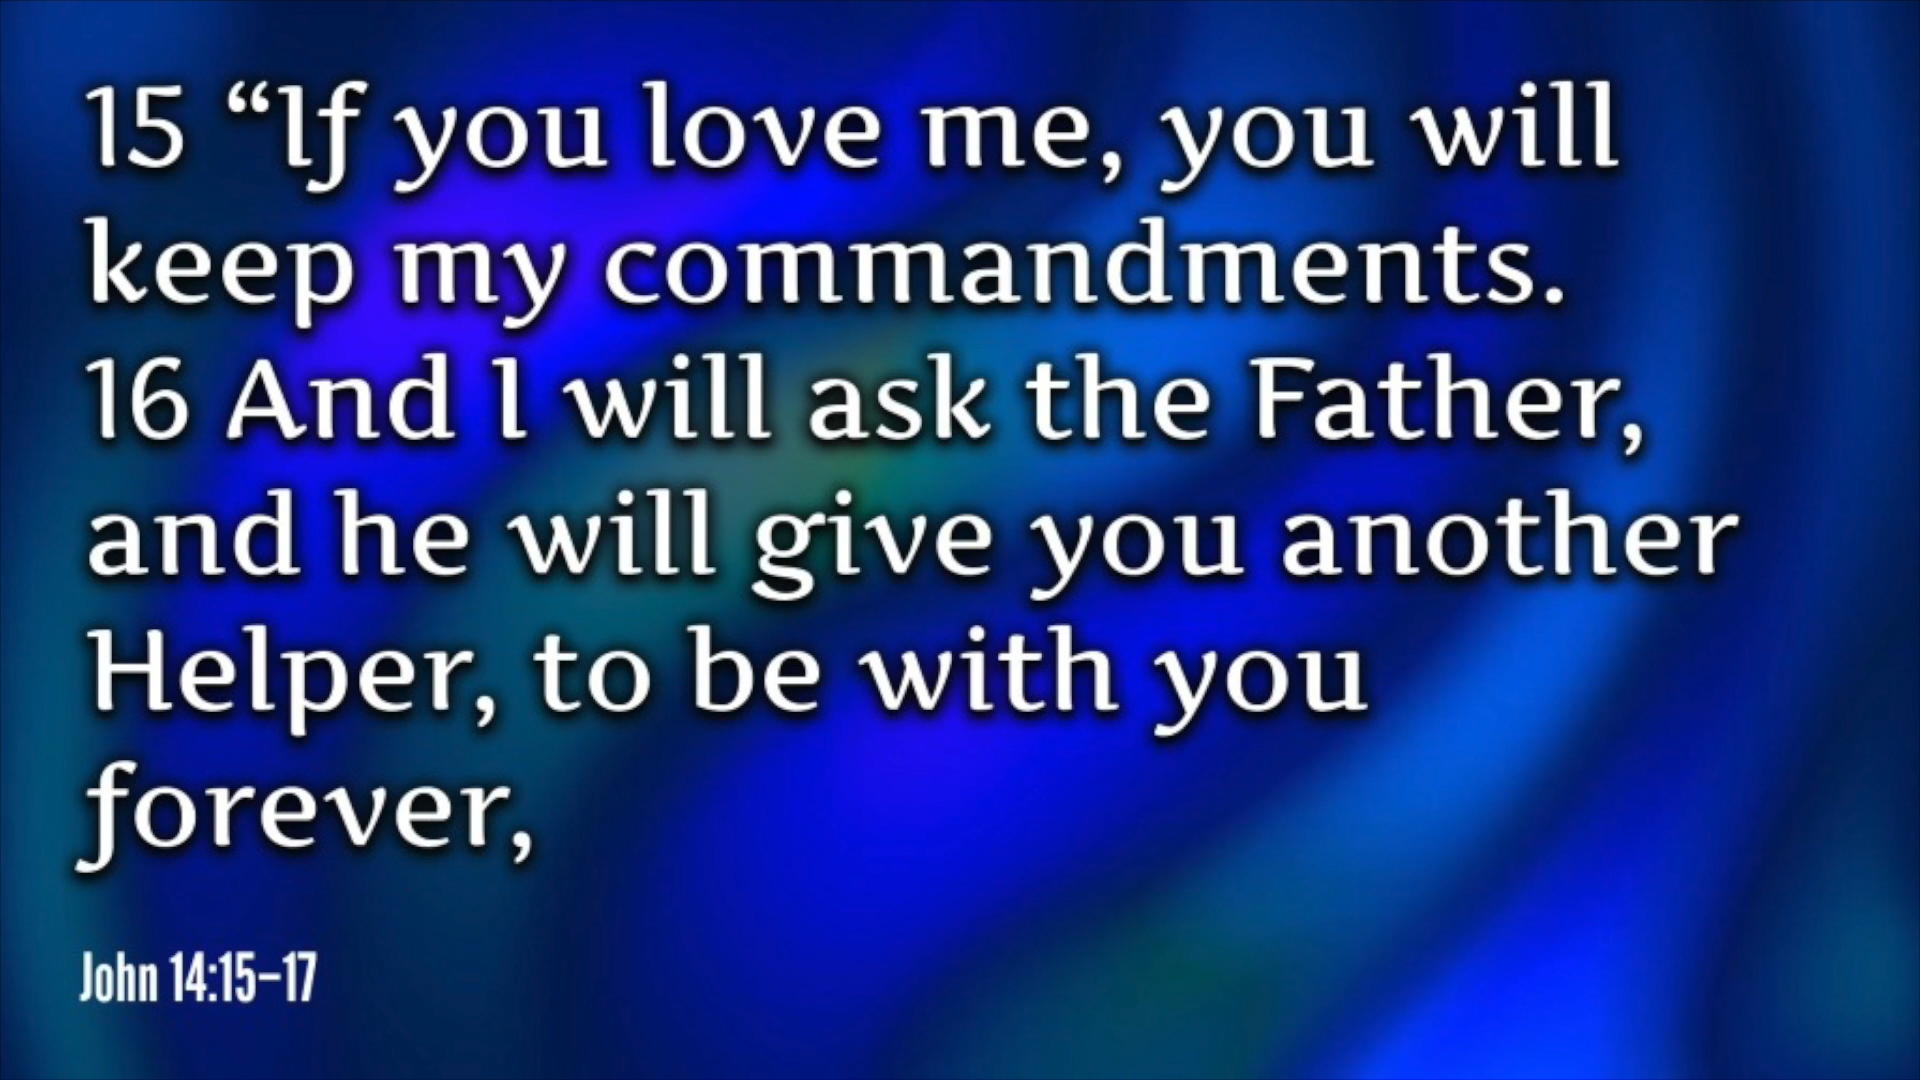 15 “If you love me, you will
keep my commandments.
16 And I will ask the Father,
and he will give you another
Helper, to be with you
forever,
John 14:15–17